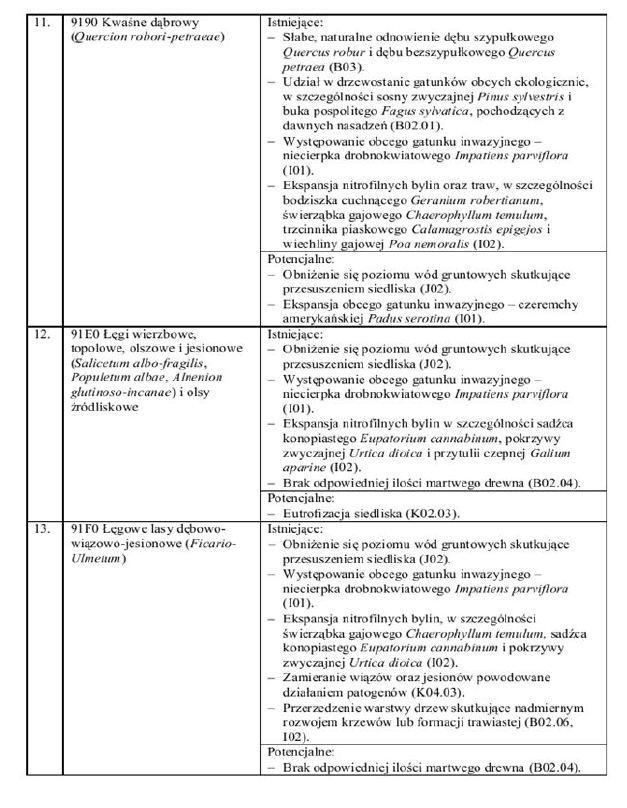 11.
9190 Kwaśne dąbrowy
(Quercion robori-petraeae)
Istniejące:
– Słabe, naturalne odnowienie dębu szypułkowego
Quercus robur i dębu bezszypułkowego Quercus
petraea (B03).
– Udział w drzewostanie gatunków obcych ekologicznie,
w szczególności sosny zwyczajnej Pinus sylvestris i
buka pospolitego Fagus sylvatica, pochodzących z
dawnych nasadzeń (B02.01).
– Występowanie obcego gatunku inwazyjnego –
niecierpka drobnokwiatowego Impatiens parviflora
(I01).
– Ekspansja nitrofilnych bylin oraz traw, w szczególności
bodziszka cuchnącego Geranium robertianum,
świerząbka gajowego Chaerophyllum temulum,
trzcinnika piaskowego Calamagrostis epigejos i
wiechliny gajowej Poa nemoralis (I02).
Potencjalne:
– Obniżenie się poziomu wód gruntowych skutkujące
przesuszeniem siedliska (J02).
– Ekspansja obcego gatunku inwazyjnego – czeremchy
amerykańskiej Padus serotina (I01).
12.
91E0 Łęgi wierzbowe,
topolowe, olszowe i jesionowe
(Salicetum albo-fragilis,
Populetum albae, Alnenion
glutinoso-incanae) i olsy
źródliskowe
Istniejące:
– Obniżenie się poziomu wód gruntowych skutkujące
przesuszeniem siedliska (J02).
– Występowanie obcego gatunku inwazyjnego –
niecierpka drobnokwiatowego Impatiens parviflora
(I01).
– Ekspansja nitrofilnych bylin w szczególności sadźca
konopiastego Eupatorium cannabinum, pokrzywy
zwyczajnej Urtica dioica i przytulii czepnej Galium
aparine (I02).
– Brak odpowiedniej ilości martwego drewna (B02.04).
Potencjalne:
– Eutrofizacja siedliska (K02.03).
13.
91F0 Łęgowe lasy dębowo-
wiązowo-jesionowe (Ficario-
Ulmetum)
Istniejące:
– Obniżenie się poziomu wód gruntowych skutkujące
przesuszeniem siedliska (J02).
– Występowanie obcego gatunku inwazyjnego –
niecierpka drobnokwiatowego Impatiens parviflora
(I01).
– Ekspansja nitrofilnych bylin, w szczególności
świerząbka gajowego Chaerophyllum temulum, sadźca
konopiastego Eupatorium cannabinum i pokrzywy
zwyczajnej Urtica dioica (I02).
– Zamieranie wiązów oraz jesionów powodowane
działaniem patogenów (K04.03).
– Przerzedzenie warstwy drzew skutkujące nadmiernym
rozwojem krzewów lub formacji trawiastej (B02.06,
I02).
Potencjalne:
– Brak odpowiedniej ilości martwego drewna (B02.04).